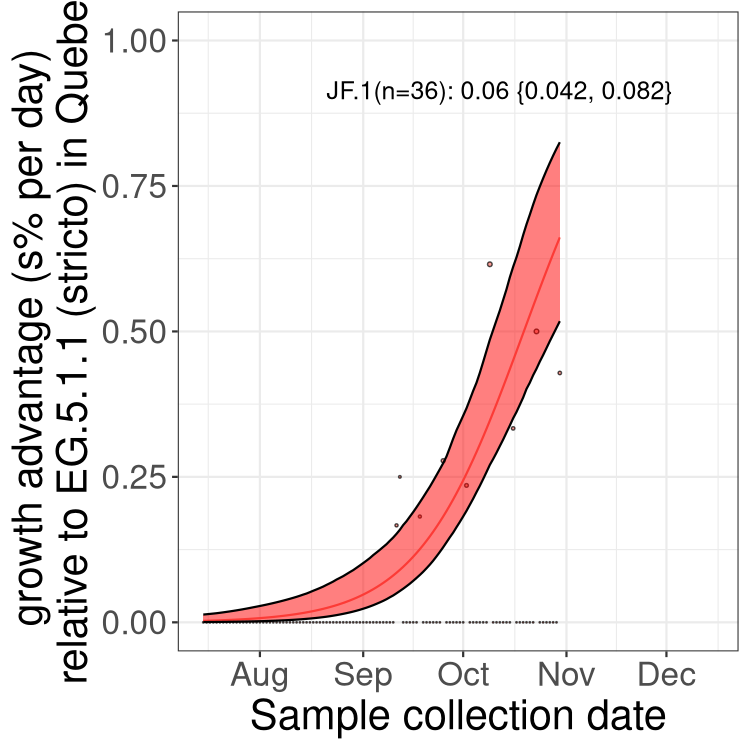 growth advantage (s% per day)
relative to EG.5.1.1 (stricto) in Quebe
1.00
0.75
0.50
0.25
0.00
JF.1(n=36): 0.06 {0.042, 0.082}
Aug Sep Oct Nov Dec
Sample collection date